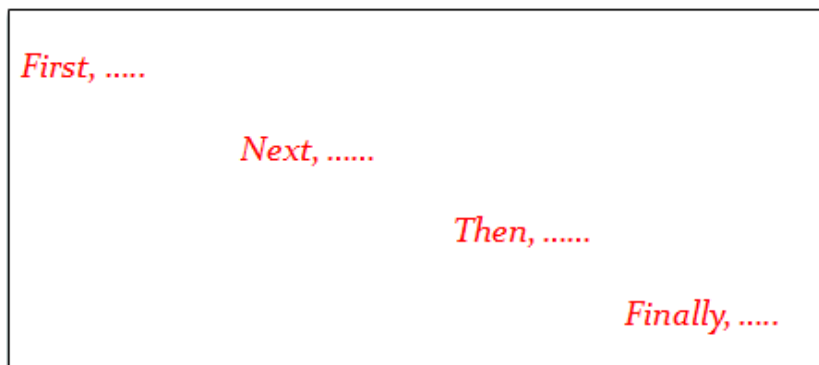 First, .....
Next, ......
Then, ......
Finally, .....